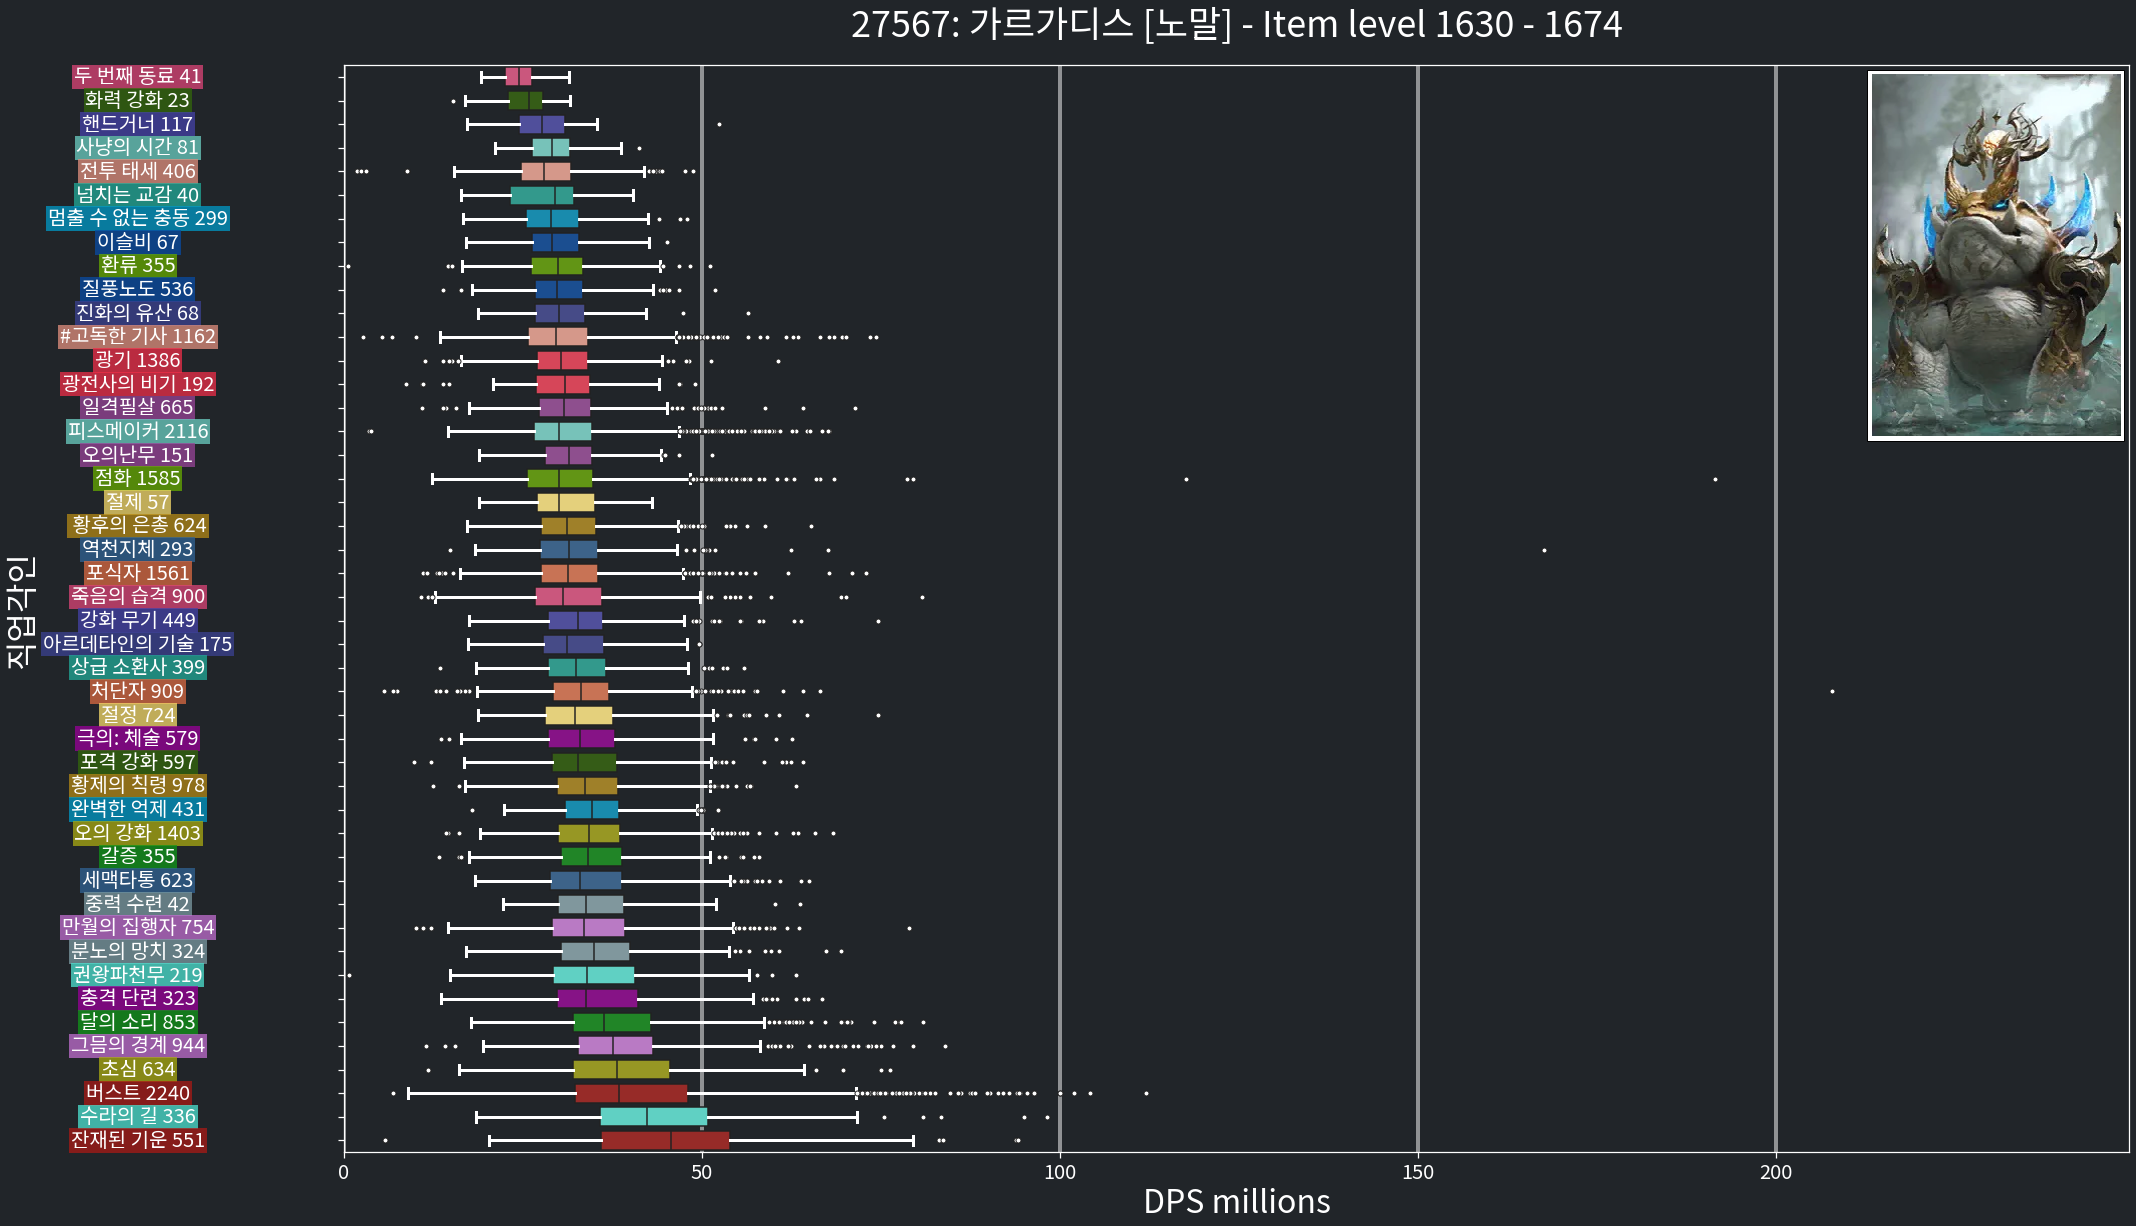 27567: 가르가디스 [노말] - Item level 1630 - 1674
직업각인
두 번째 동료 41
화력 강화 23
핸드거너 117
사냥의 시간 81
전투 태세 406
넘치는 교감 40
멈출 수 없는 충동 299
이슬비 67
환류 355
질풍노도 536
진화의 유산 68
#고독한 기사 1162
광기 1386
광전사의 비기 192
일격필살 665
피스메이커 2116
오의난무 151
점화 1585
절제 57
황후의 은총 624
역천지체 293
포식자 1561
죽음의 습격 900
강화 무기 449
아르데타인의 기술 175
상급 소환사 399
처단자 909
절정 724
극의: 체술 579
포격 강화 597
황제의 칙령 978
완벽한 억제 431
오의 강화 1403
갈증 355
세맥타통 623
중력 수련 42
만월의 집행자 754
분노의 망치 324
권왕파천무 219
충격 단련 323
달의 소리 853
그믐의 경계 944
초심 634
버스트 2240
수라의 길 336
잔재된 기운 551
0 50 100 150 200
DPS millions